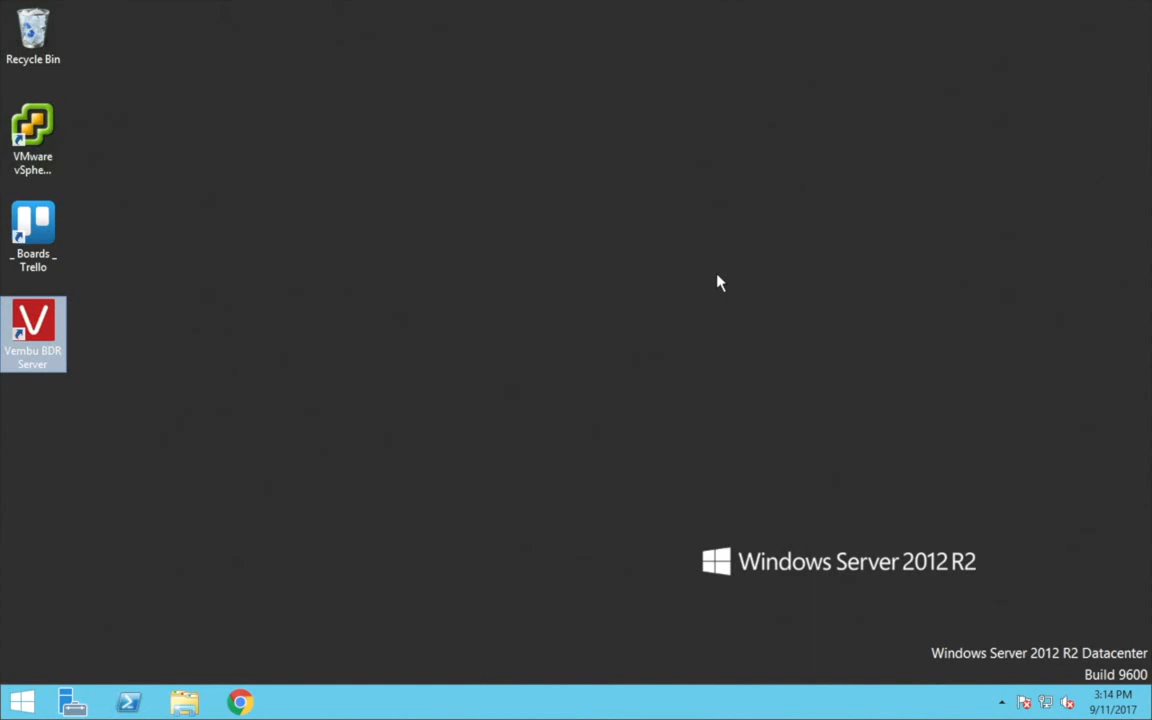 Recycle Bin
VMware
vSphe...
_ Boards _
Trello
Vembu BDR
Server
Windows Server 2012 R2
Windows Server 2012 R2 Datacenter
Build 9600
3:14 PM
9/11/2017